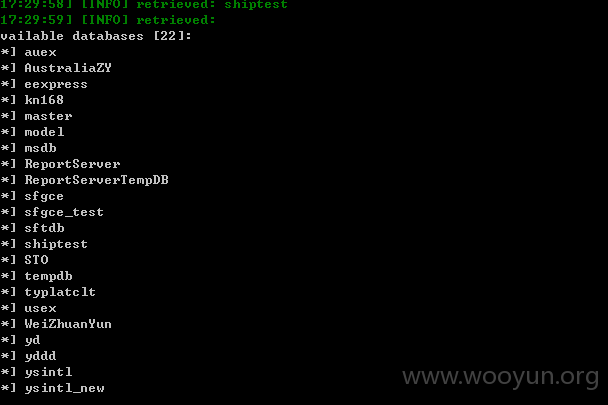 17:29:58] [INFO] retrieved: shiptest
17:29:59] [INFO] retrieved:
vailable databases [22]:
*] auex
*] AustraliaZY
*] eexpress
*] kn168
*] master
*] model
*] msdb
*] ReportServer
*] ReportServerTempDB
*] sfgce
*] sfgce_test
*] sftdb
*] shiptest
*] STO
*] tempdb
*] typlatclt
*] usex
*] WeiZhuanYun
*] yd
*] yddd
*] ysintl
*] ysintl_new
www.wooyun.org